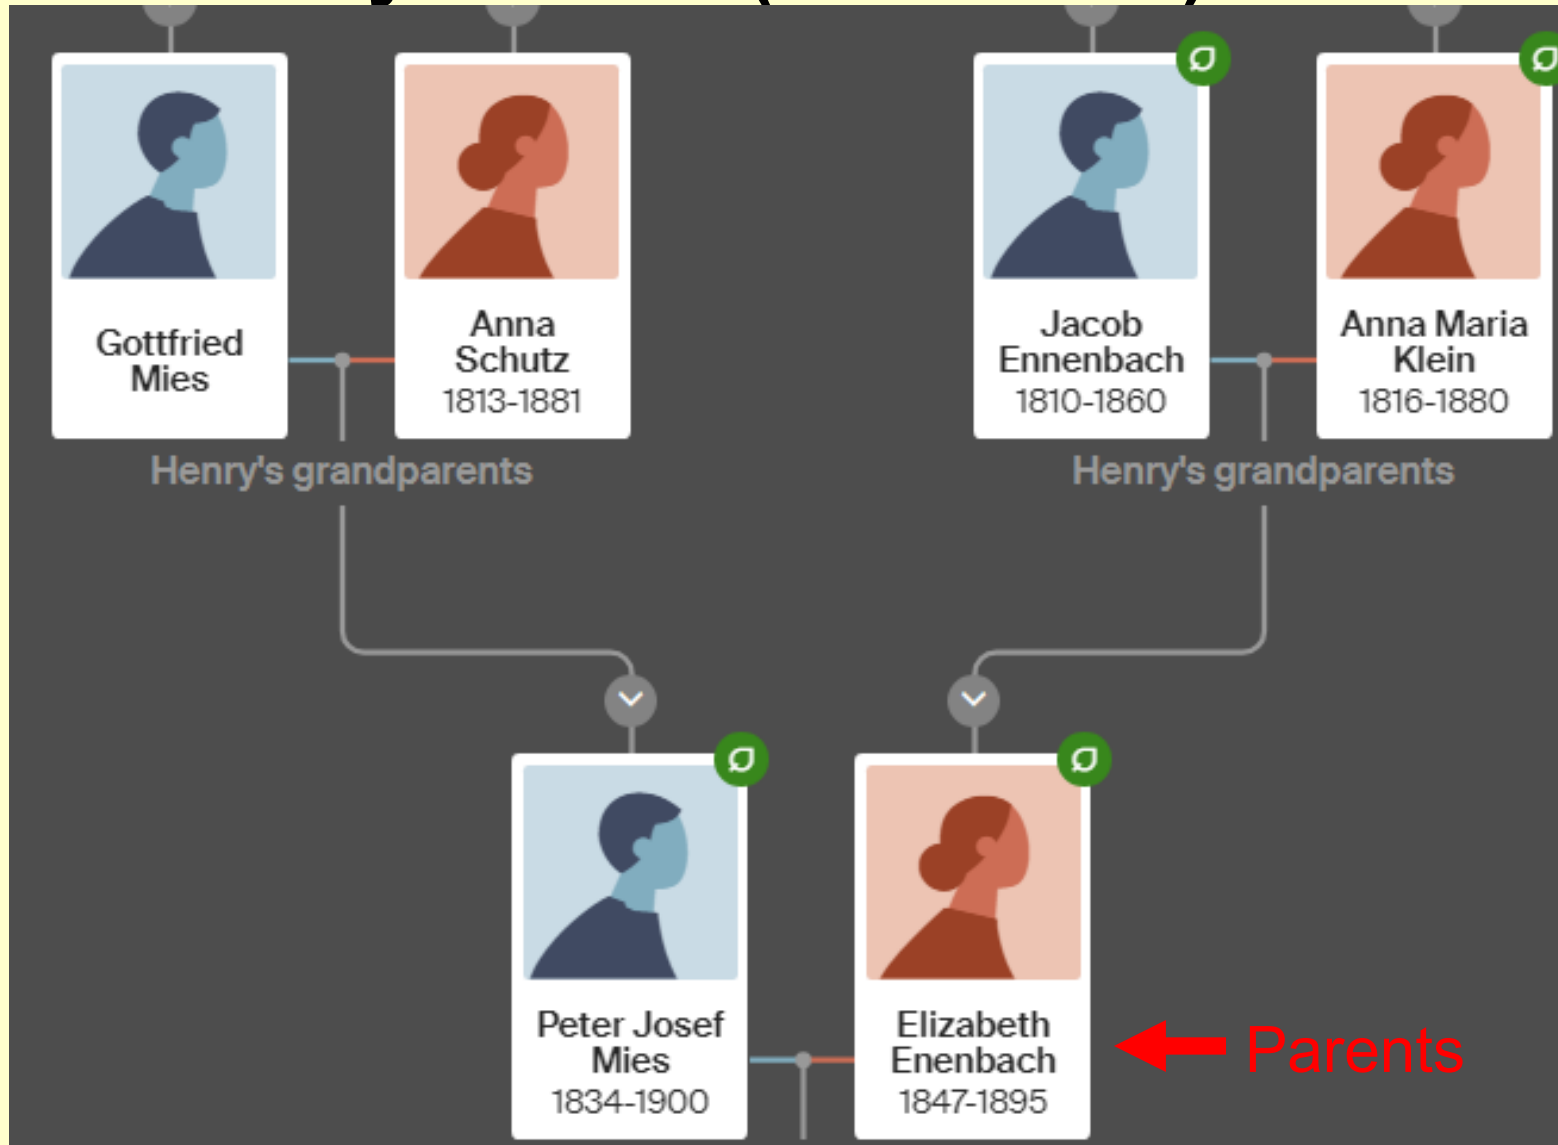 Gottfried
Mies
Anna
Schutz
1813-1881
Jacob
Ennenbach
1810-1860
Anna Maria
Klein
1816-1880
Henry's grandparents
Henry's grandparents
Peter Josef
Mies
1834-1900
Elizabeth
Enenbach
1847-1895
Parents